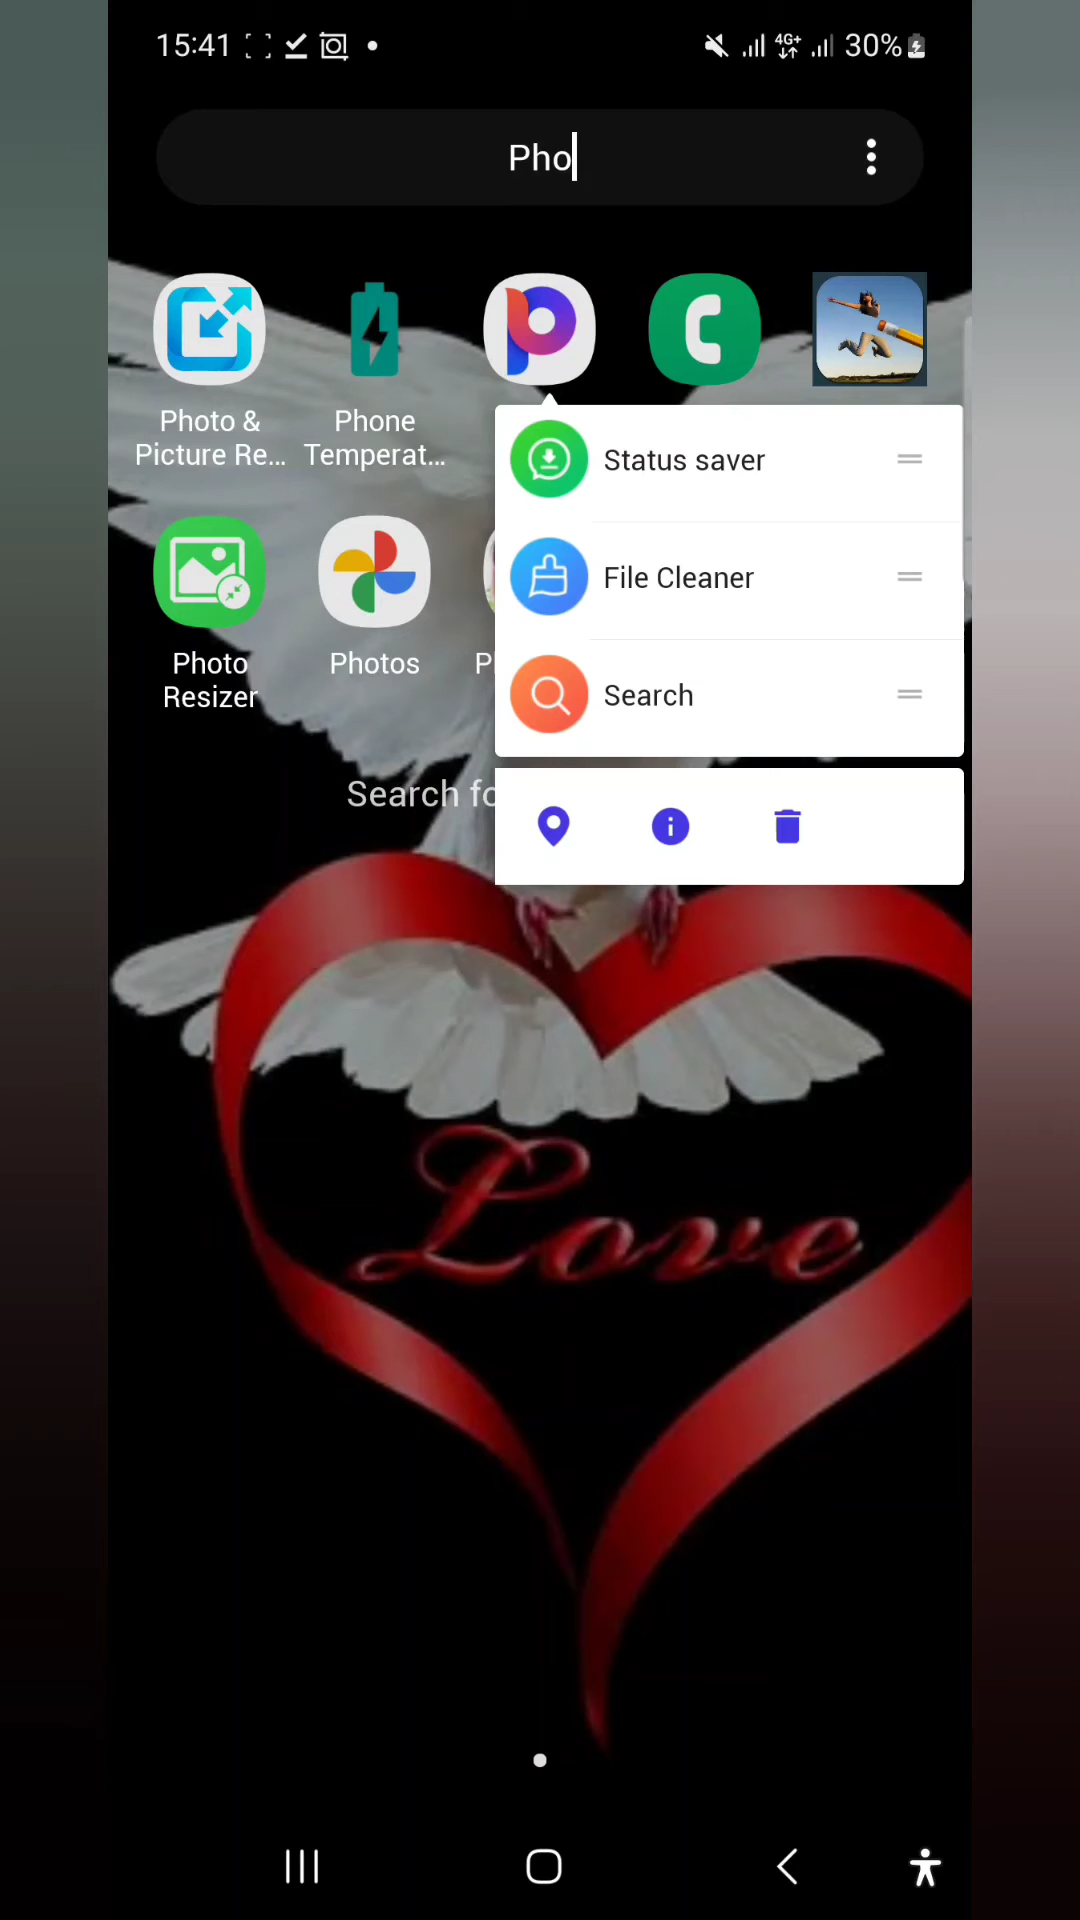 15:41
4G+
30%
Pho
Photo &
Picture Re...
Phone
Temperat...
Status saver
File Cleaner
Search
Photo
Resizer
Photos
P
Search fo
Love